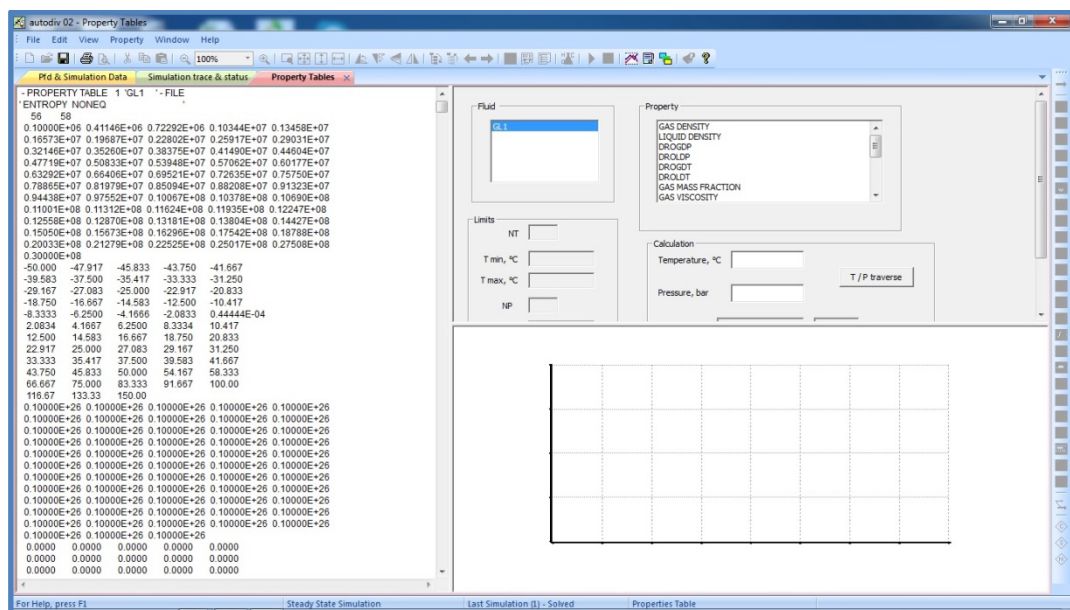 autodiv 02 - Property Tables
File Edit View Property Window Help
100%
Pfd & Simulation Data Simulation trace & status Property Tables
- PROPERTY TABLE 1 'GL1 ' - FILE
' ENTROPY NONEQ '
56 58
0.10000E+06 0.41146E+06 0.72292E+06 0.10344E+07 0.13458E+07
0.16573E+07 0.19687E+07 0.22802E+07 0.25917E+07 0.29031E+07
0.32146E+07 0.35260E+07 0.38375E+07 0.41490E+07 0.44604E+07
0.47719E+07 0.50833E+07 0.53948E+07 0.57062E+07 0.60177E+07
0.63292E+07 0.66406E+07 0.69521E+07 0.72635E+07 0.75750E+07
0.78865E+07 0.81979E+07 0.85094E+07 0.88208E+07 0.91323E+07
0.94438E+07 0.97552E+07 0.10067E+08 0.10378E+08 0.10690E+08
0.11001E+08 0.11312E+08 0.11624E+08 0.11935E+08 0.12247E+08
0.12558E+08 0.12870E+08 0.13181E+08 0.13804E+08 0.14427E+08
0.15050E+08 0.15673E+08 0.16296E+08 0.17542E+08 0.18788E+08
0.20033E+08 0.21279E+08 0.22525E+08 0.25017E+08 0.27508E+08
0.30000E+08
-50.000 -47.917 -45.833 -43.750 -41.667
-39.583 -37.500 -35.417 -33.333 -31.250
-29.167 -27.083 -25.000 -22.917 -20.833
-18.750 -16.667 -14.583 -12.500 -10.417
-8.3333 -6.2500 -4.1666 -2.0833 0.44444E-04
2.0834 4.1667 6.2500 8.3334 10.417
12.500 14.583 16.667 18.750 20.833
22.917 25.000 27.083 29.167 31.250
33.333 35.417 37.500 39.583 41.667
43.750 45.833 50.000 54.167 58.333
66.667 75.000 83.333 91.667 100.00
116.67 133.33 150.00
0.10000E+26 0.10000E+26 0.10000E+26 0.10000E+26 0.10000E+26
0.10000E+26 0.10000E+26 0.10000E+26 0.10000E+26 0.10000E+26
0.10000E+26 0.10000E+26 0.10000E+26 0.10000E+26 0.10000E+26
0.10000E+26 0.10000E+26 0.10000E+26 0.10000E+26 0.10000E+26
0.10000E+26 0.10000E+26 0.10000E+26 0.10000E+26 0.10000E+26
0.10000E+26 0.10000E+26 0.10000E+26 0.10000E+26 0.10000E+26
0.10000E+26 0.10000E+26 0.10000E+26 0.10000E+26 0.10000E+26
0.10000E+26 0.10000E+26 0.10000E+26 0.10000E+26 0.10000E+26
0.10000E+26 0.10000E+26 0.10000E+26 0.10000E+26 0.10000E+26
0.10000E+26 0.10000E+26 0.10000E+26 0.10000E+26 0.10000E+26
0.10000E+26 0.10000E+26 0.10000E+26
0.0000 0.0000 0.0000 0.0000 0.0000
0.0000 0.0000 0.0000 0.0000 0.0000
0.0000 0.0000 0.0000 0.0000 0.0000
Fluid
GL1
Property
GAS DENSITY
LIQUID DENSITY
DROGDP
DROLDP
DROGDT
DROLDT
GAS MASS FRACTION
GAS VISCOSITY
Limits
NT
T min, ºC
T max, ºC
NP
Calculation
Temperature, ºC
Pressure, bar
T / P traverse
For Help, press F1 Steady State Simulation Last Simulation (1) - Solved Properties Table